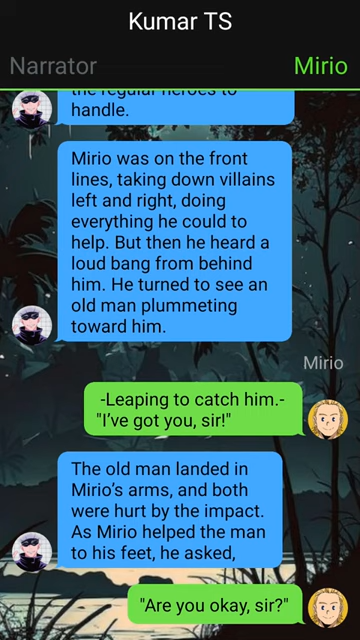 Kumar TS
Narrator
Mirio
the regular heroes to
handle.
Mirio was on the front
lines, taking down villains
left and right, doing
everything he could to
help. But then he heard a
loud bang from behind
him. He turned to see an
old man plummeting
toward him.
Mirio
-Leaping to catch him.-
"I've got you, sir!"
The old man landed in
Mirio's arms, and both
were hurt by the impact.
As Mirio helped the man
to his feet, he asked,
"Are you okay, sir?"